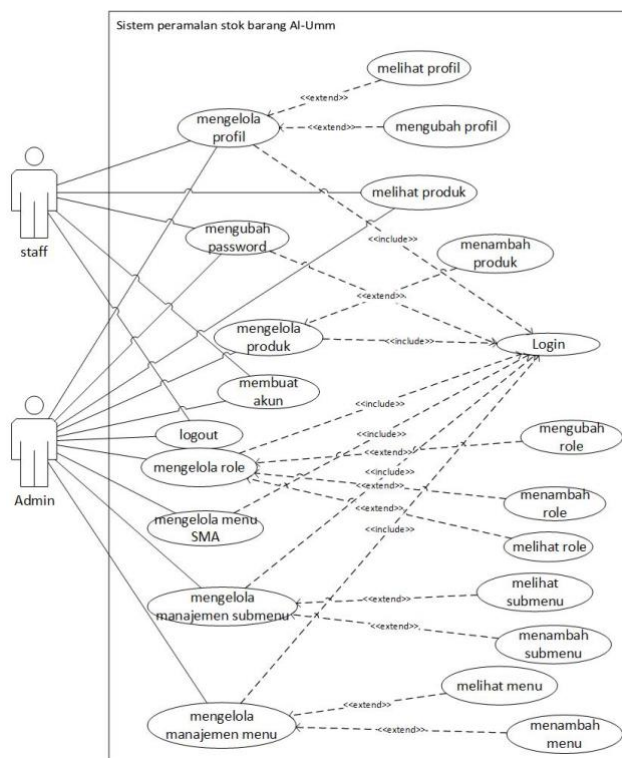 Sistem peramalan stok barang Al-Umm
melihat profil
<<extend>>
mengelola
profil
<<extend>>
mengubah profil
staff
melihat produk
mengubah
password
<<include>>
menambah
produk
<<extend>>
mengelola
produk
<<include>>
Login
membuat
akun
<<include>>
logout
mengubah
role
<<include>>
<<extend>>
mengelola role
Admin
<<include>>
<<extend>>
menambah
role
<<extend>>
mengelola menu
SMA
<<include>>
melihat role
mengelola
manajemen submenu
<<extend>>
melihat
submenu
<<extend>>
menambah
submenu
melihat menu
<<extend>>
mengelola
manajemen menu
<<extend>>
menambah
menu